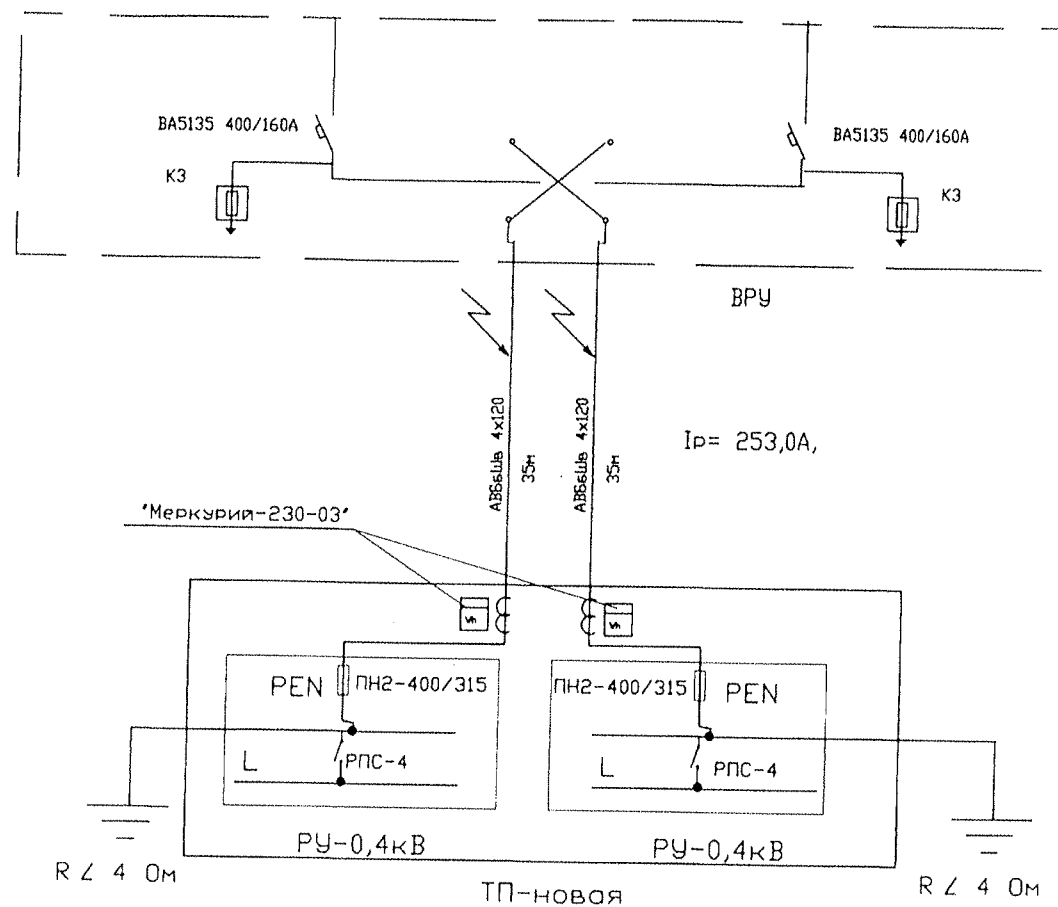 ВА5135 400/160А
ВА5135 400/160А
КЗ
КЗ
ВРУ
АВБбШв 4х120
35м
АВБбШв 4х120
35м
Iр= 253,0А,
"Меркурий-230-03"
Wh
Wh
PEN
ПН2-400/315
ПН2-400/315
PEN
L
РПС-4
L
РПС-4
РУ-0,4кВ
РУ-0,4кВ
R ∠ 4 Ом
R ∠ 4 Ом
ТП-новая